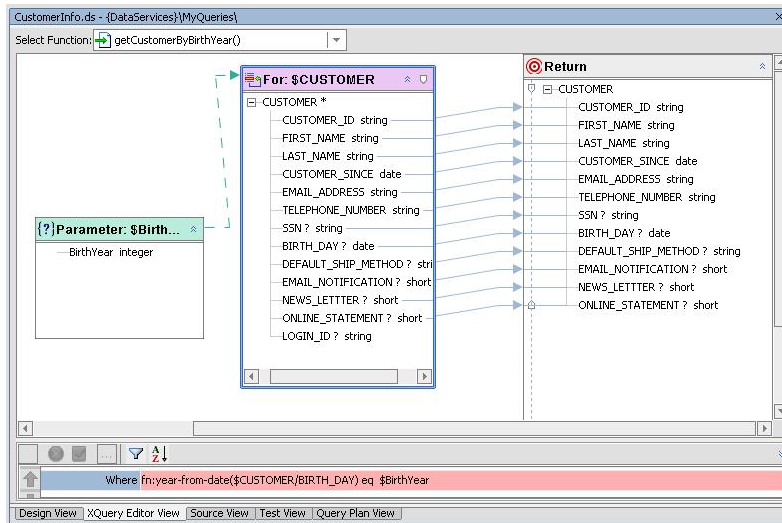 CustomerInfo.ds - {DataServices}\MyQueries\
Select Function: getCustomerByBirthYear()
{?}Parameter: $Birth...
BirthYear integer
For: $CUSTOMER
CUSTOMER *
CUSTOMER_ID string
FIRST_NAME string
LAST_NAME string
CUSTOMER_SINCE date
EMAIL_ADDRESS string
TELEPHONE_NUMBER string
SSN ? string
BIRTH_DAY ? date
DEFAULT_SHIP_METHOD ? stri
EMAIL_NOTIFICATION ? short
NEWS_LETTTER ? short
ONLINE_STATEMENT ? short
LOGIN_ID ? string
Return
CUSTOMER
CUSTOMER_ID string
FIRST_NAME string
LAST_NAME string
CUSTOMER_SINCE date
EMAIL_ADDRESS string
TELEPHONE_NUMBER string
SSN ? string
BIRTH_DAY ? date
DEFAULT_SHIP_METHOD ? string
EMAIL_NOTIFICATION ? short
NEWS_LETTTER ? short
ONLINE_STATEMENT ? short
...
A
Z
Where fn:year-from-date($CUSTOMER/BIRTH_DAY) eq $BirthYear
Design View XQuery Editor View Source View Test View Query Plan View